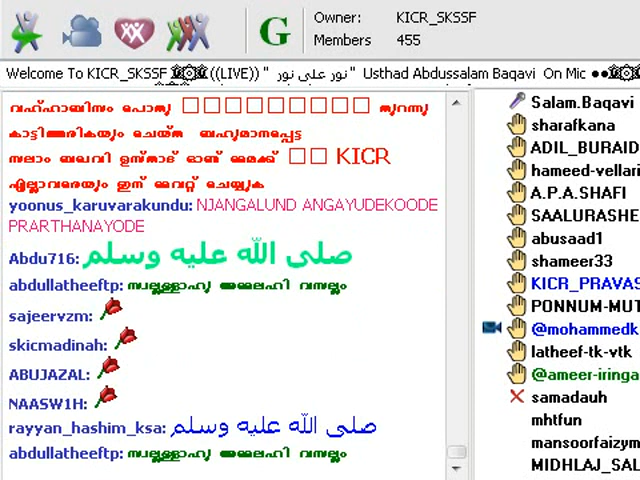 G
Owner: KICR_SKSSF
Members 455
Welcome To KICR_SKSSF ۩۞۩ ((LIVE)) " نور على نور " Usthad Abdussalam Baqavi On Mic ●●۩۞۩
വഹ്ഹാബിസം പൊതു □□□□□□□□□ തുറന്നു
കാട്ടിത്തരികയും ചെയ്ത ബഹുമാനപ്പെട്ട
സലാം ബഖവി ഉസ്താദ് ഓണ്‍ മൈക്ക് □□ KICR
എല്ലാവരേയും ഇന് വൈറ്റ് ചെയ്യുക
yoonus_karuvarakundu: NJANGALUND ANGAYUDEKOODE
PRARTHANAYODE
Abdu716: صلى الله عليه وسلم
abdullatheeftp: സ്വല്ലള്ളാഹു അലൈഹി വസല്ലം
sajeervzm:
skicmadinah:
ABUJAZAL:
NAASW1H:
rayyan_hashim_ksa: صلى الله عليه وسلم
abdullatheeftp: സ്വല്ലള്ളാഹു അലൈഹി വസല്ലം
Salam.Baqavi
sharafkana
ADIL_BURAID
hameed-vellari
A.P.A.SHAFI
SAALURASHE
abusaad1
shameer33
KICR_PRAVAS
PONNUM-MUT
@mohammedk
latheef-tk-vtk
@ameer-iringa
samadauh
mhtfun
mansoorfaizym
MIDHLAJ_SAL